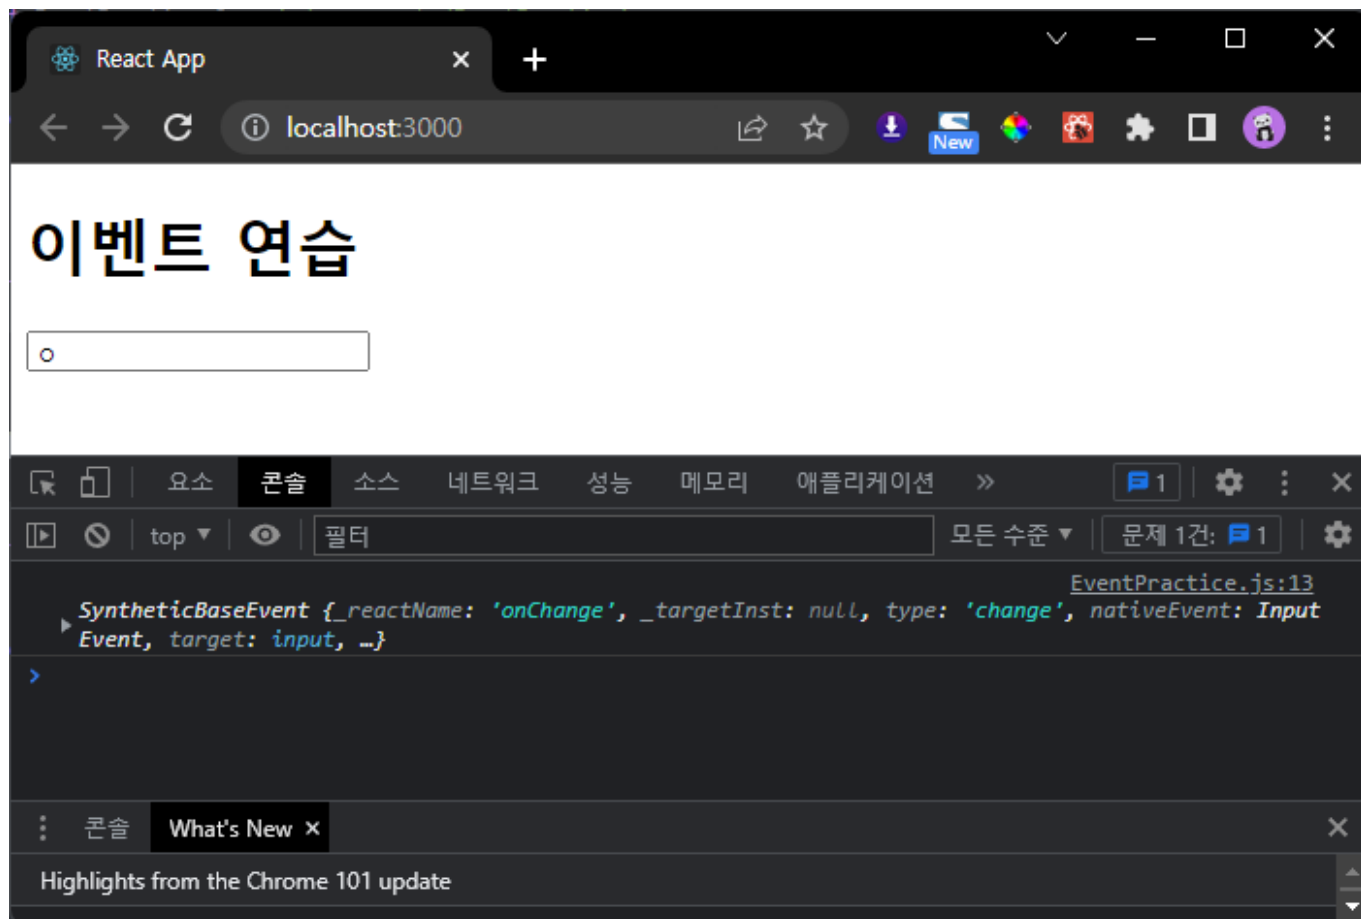 React App
localhost:3000
New
이벤트 연습
o
요소 콘솔 소스 네트워크 성능 메모리 애플리케이션 » 1
top ▼ 필터 모든 수준 ▼ 문제 1건: 1
EventPractice.js:13
SyntheticBaseEvent {_reactName: 'onChange', _targetInst: null, type: 'change', nativeEvent: Input
Event, target: input, …}
콘솔 What's New
Highlights from the Chrome 101 update